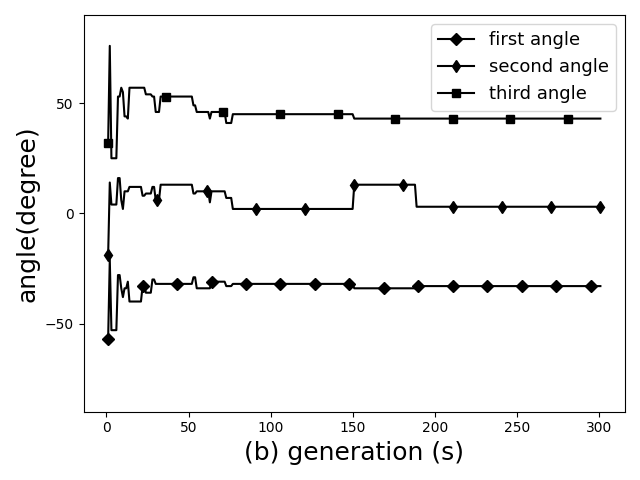 first angle
second angle
third angle
angle(degree)
50
0
−50
0 50 100 150 200 250 300
(b) generation (s)